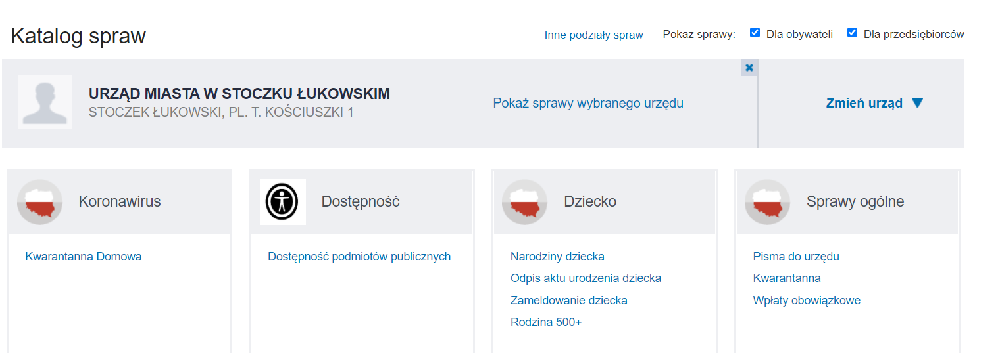 Katalog spraw
Inne podziały spraw Pokaż sprawy: Dla obywateli Dla przedsiębiorców
URZĄD MIASTA W STOCZKU ŁUKOWSKIM
STOCZEK ŁUKOWSKI, PL. T. KOŚCIUSZKI 1
Pokaż sprawy wybranego urzędu
Zmień urząd
Koronawirus
Kwarantanna Domowa
Dostępność
Dostępność podmiotów publicznych
Dziecko
Narodziny dziecka
Odpis aktu urodzenia dziecka
Zameldowanie dziecka
Rodzina 500+
Sprawy ogólne
Pisma do urzędu
Kwarantanna
Wpłaty obowiązkowe